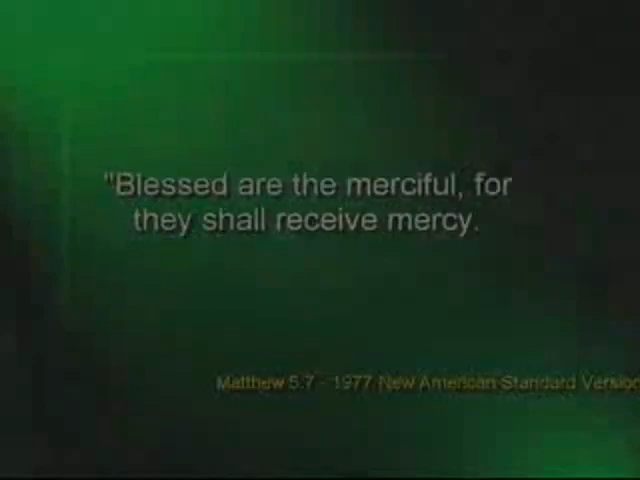 "Blessed are the merciful, for
they shall receive mercy.
Matthew 5:7 - 1977 New American Standard Version